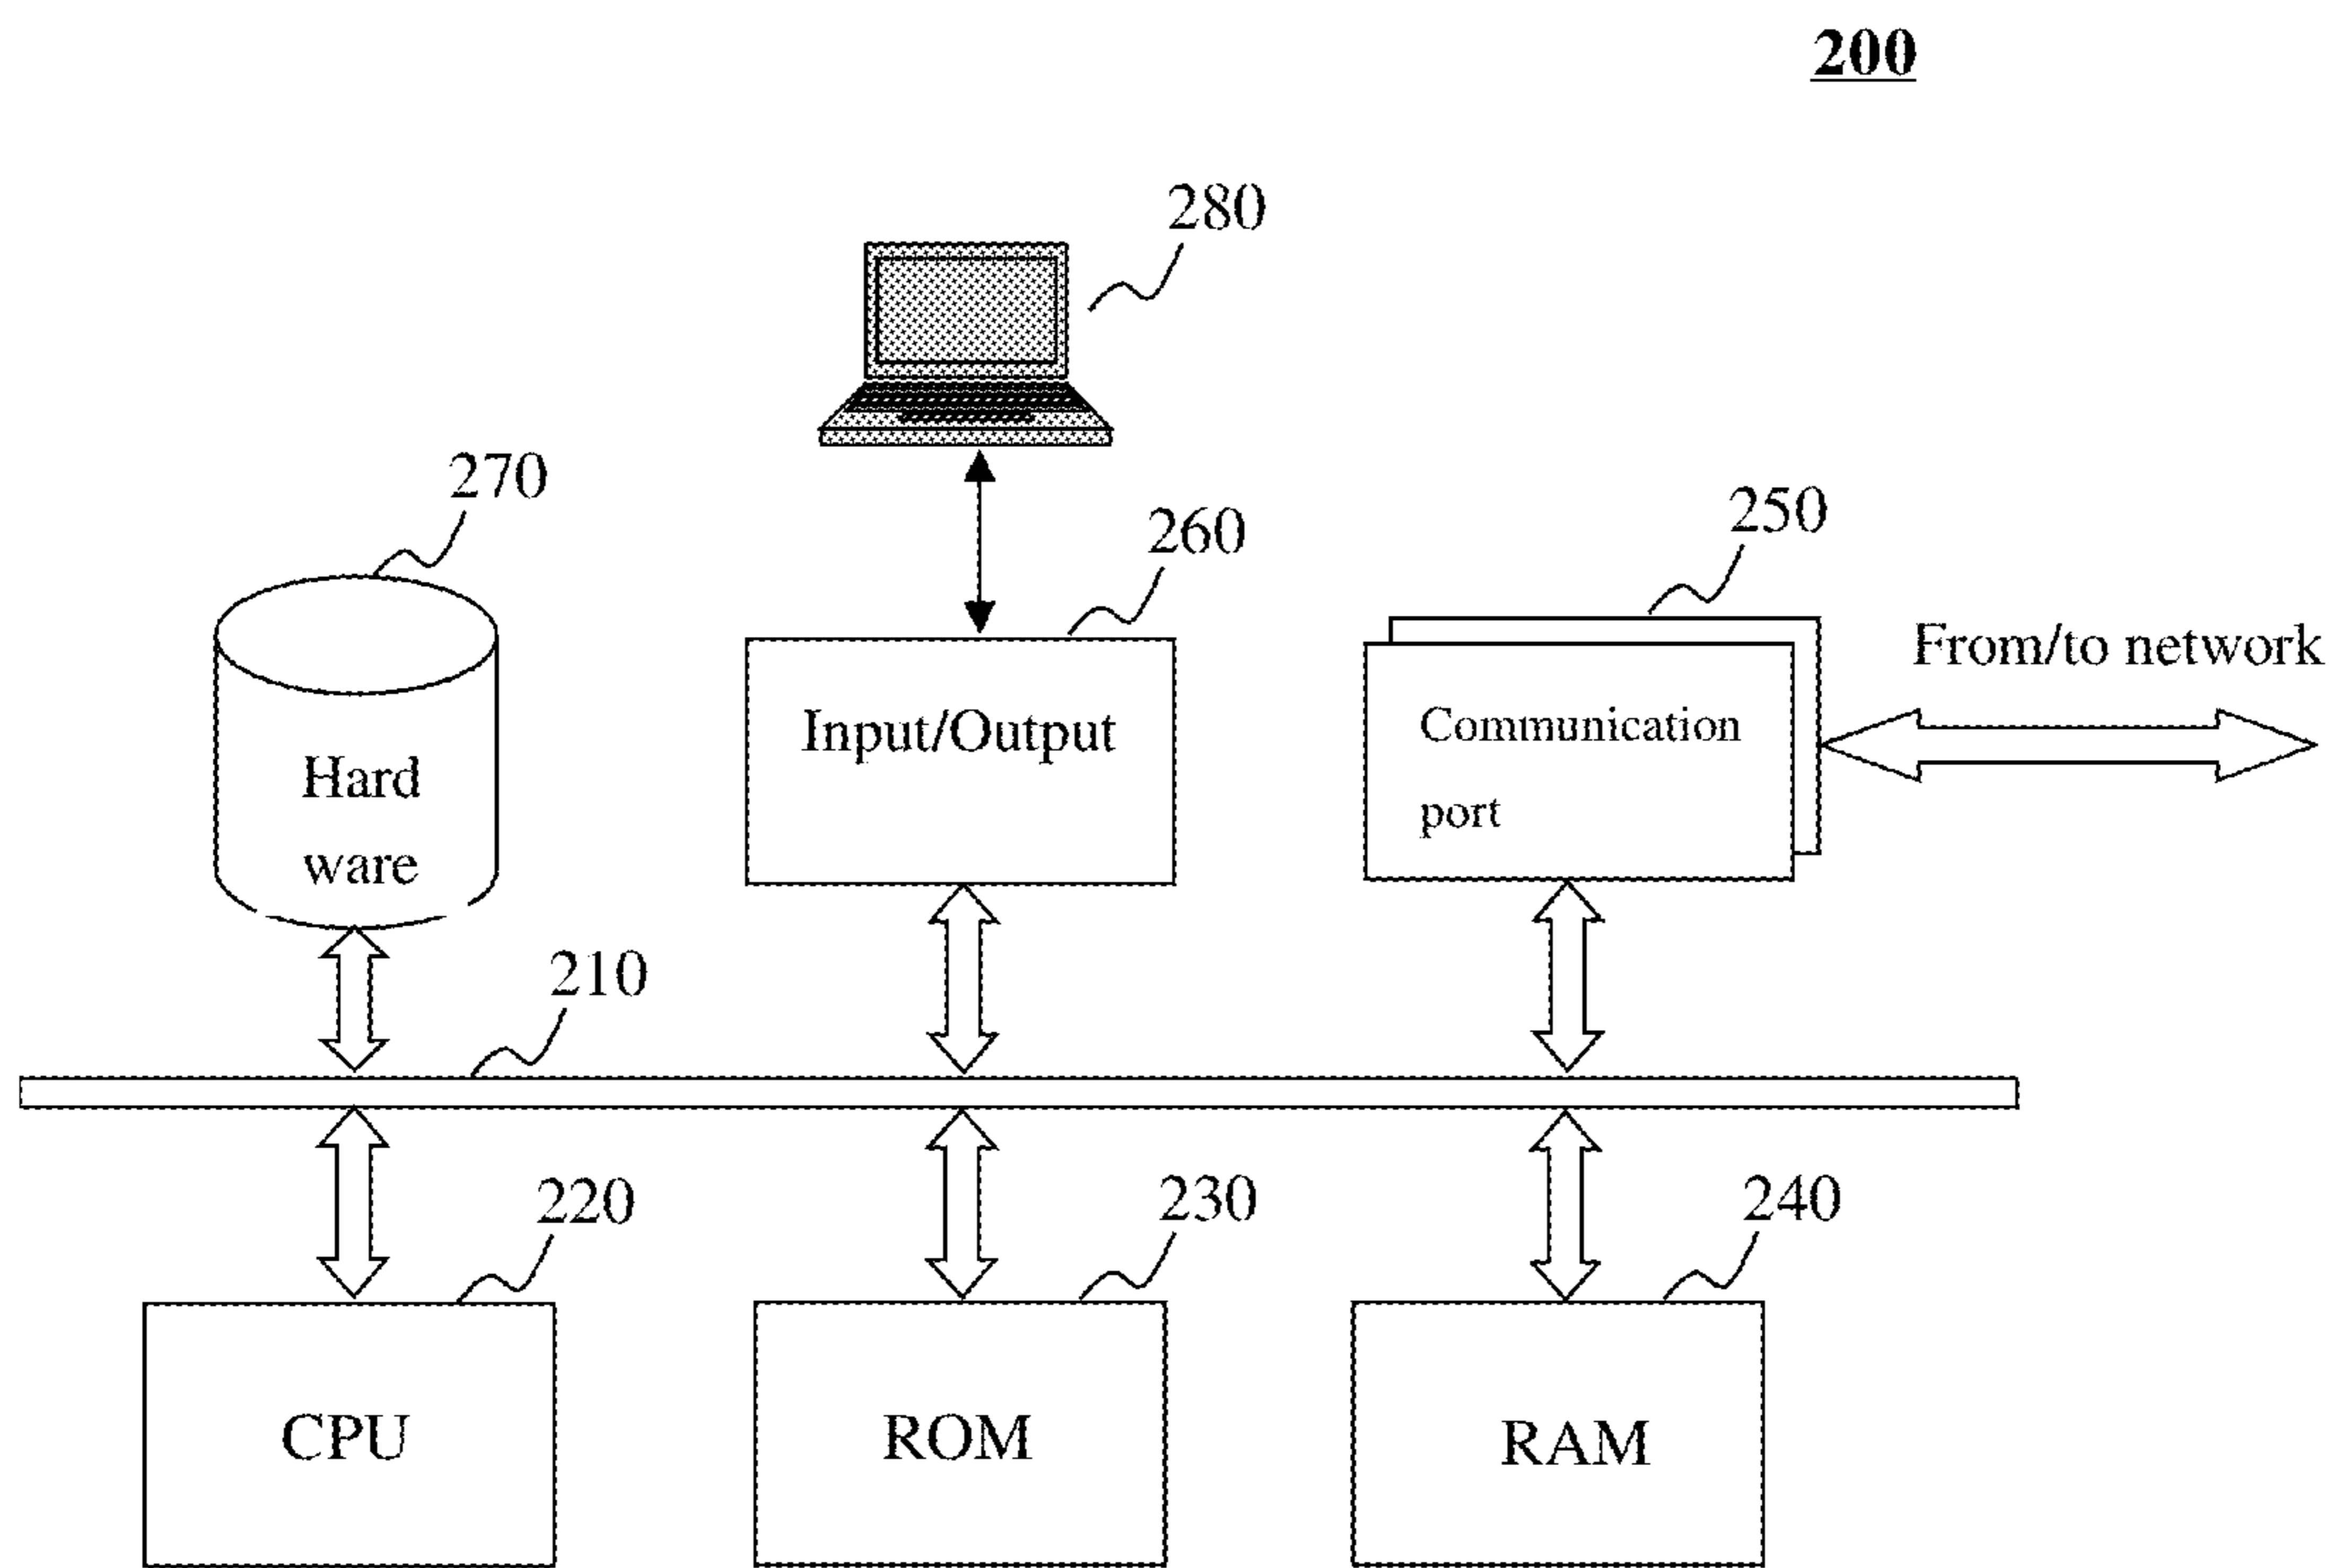 200
280
270
260
250
From/to network
Input/Output
Communication
port
Hard
ware
210
220
230
240
CPU
ROM
RAM